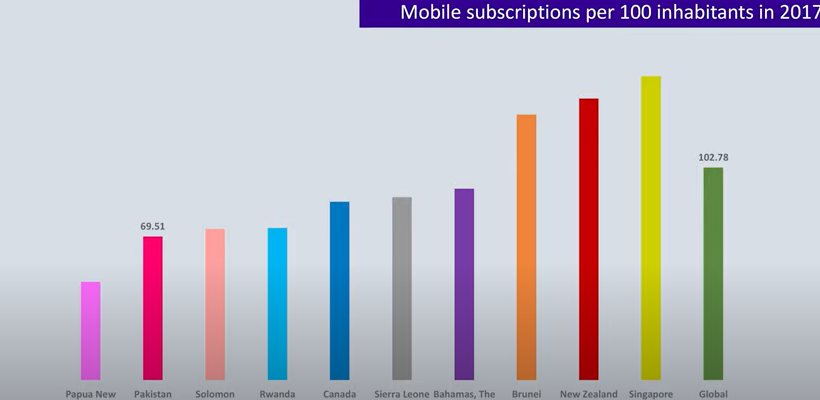 Mobile subscriptions per 100 inhabitants in 2017
102.78
69.51
Papua New Pakistan Solomon Rwanda Canada Sierra Leone Bahamas, The Brunei New Zealand Singapore Global